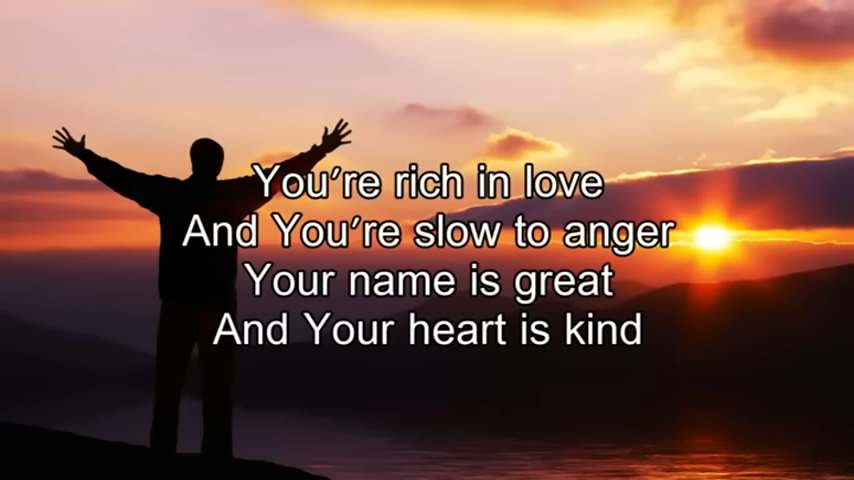 You're rich in love
And You're slow to anger
Your name is great
And Your heart is kind